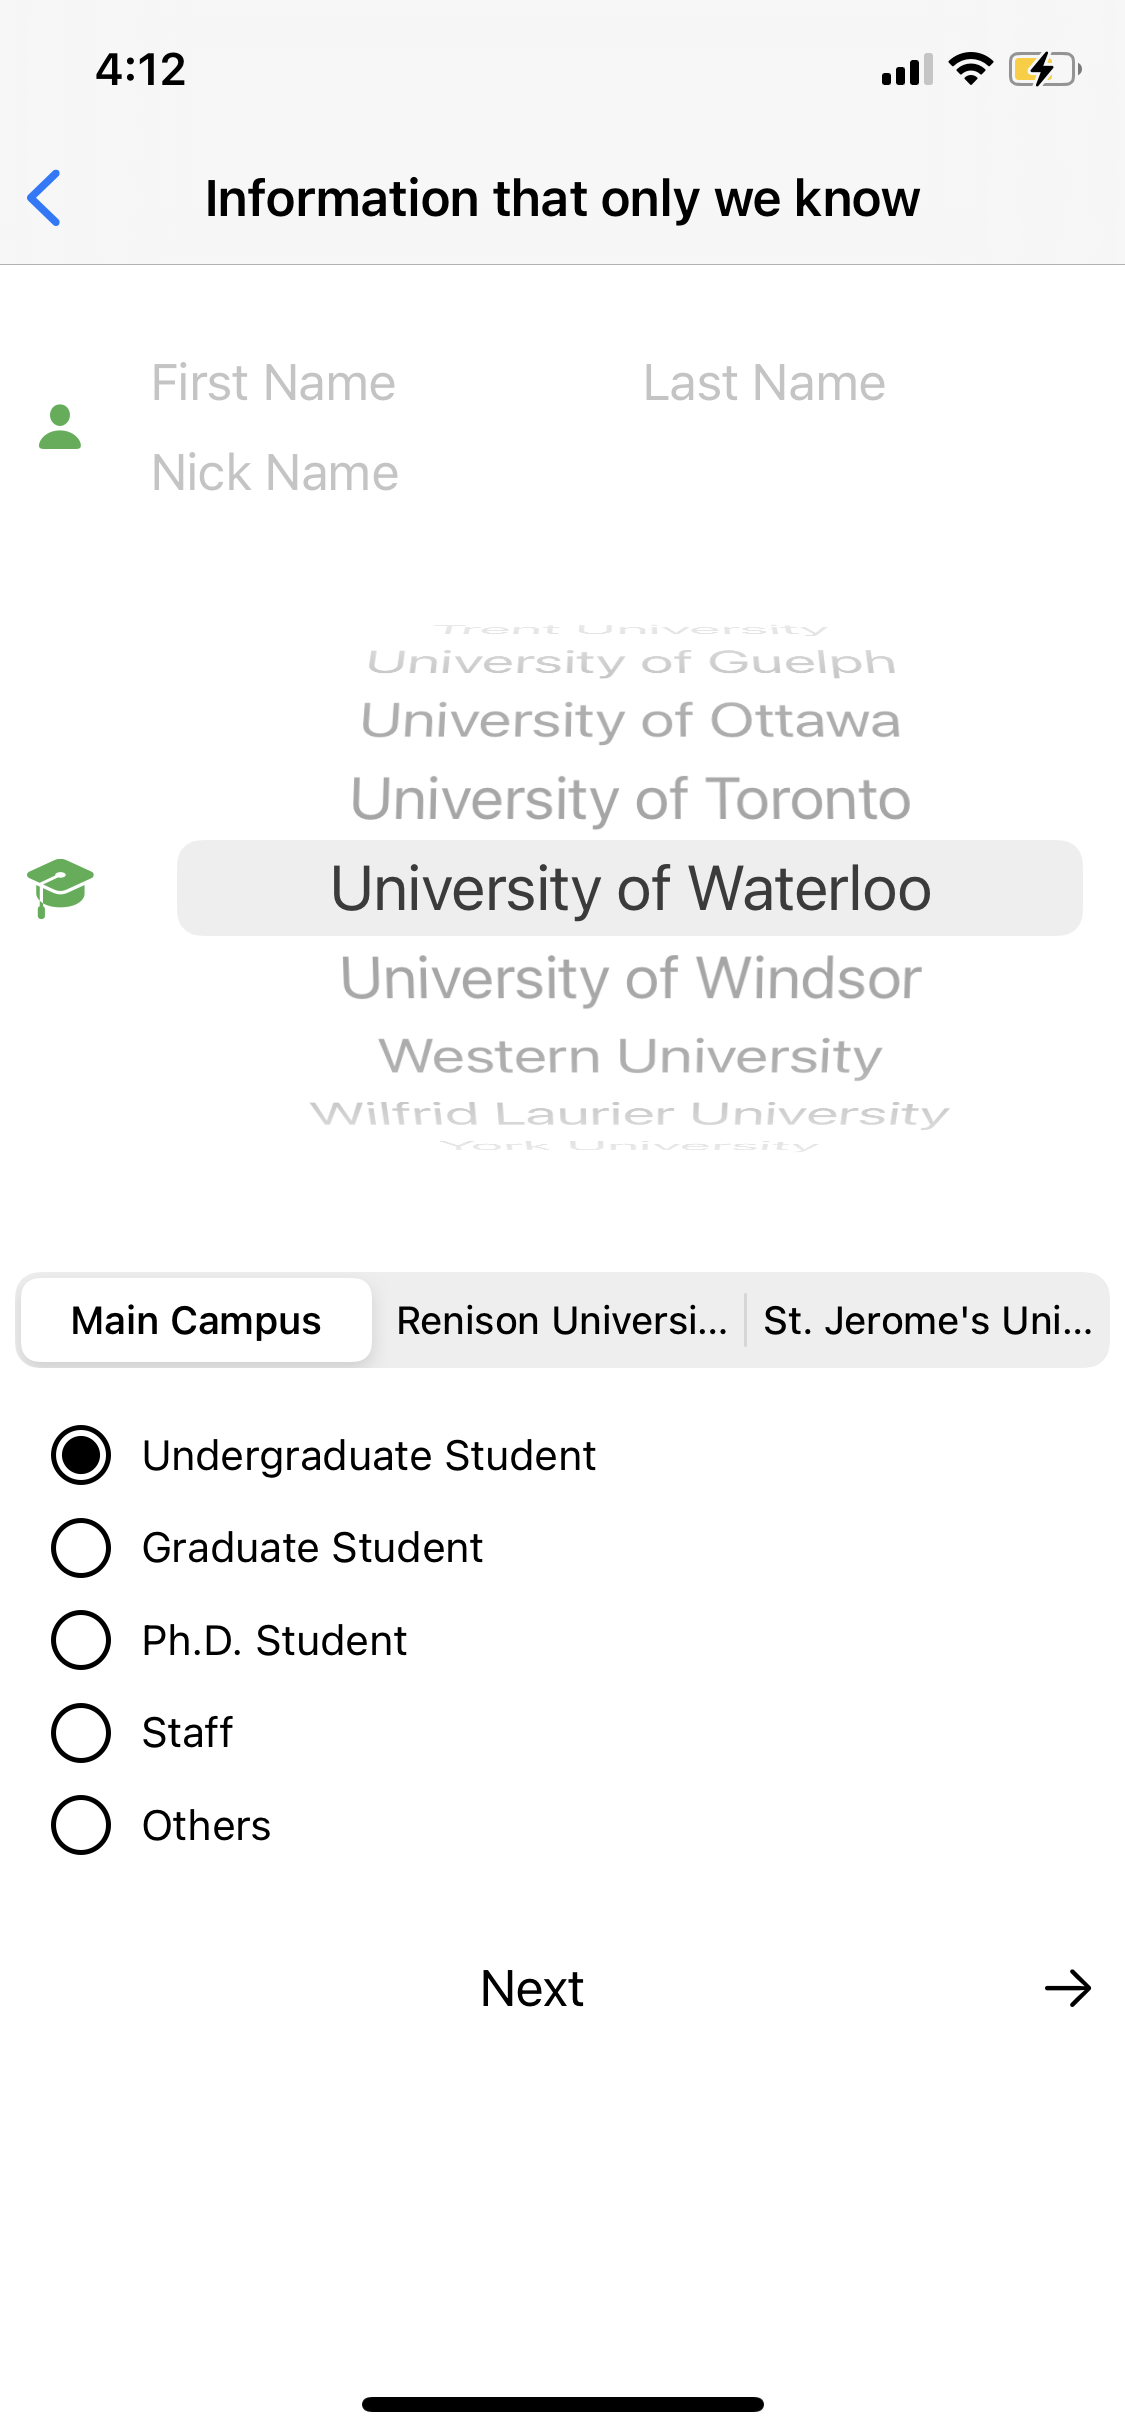 4:12
Information that only we know
First Name Last Name
Nick Name
Trent University
University of Guelph
University of Ottawa
University of Toronto
University of Waterloo
University of Windsor
Western University
Wilfrid Laurier University
York University
Main Campus Renison Universi... St. Jerome's Uni...
Undergraduate Student
Graduate Student
Ph.D. Student
Staff
Others
Next